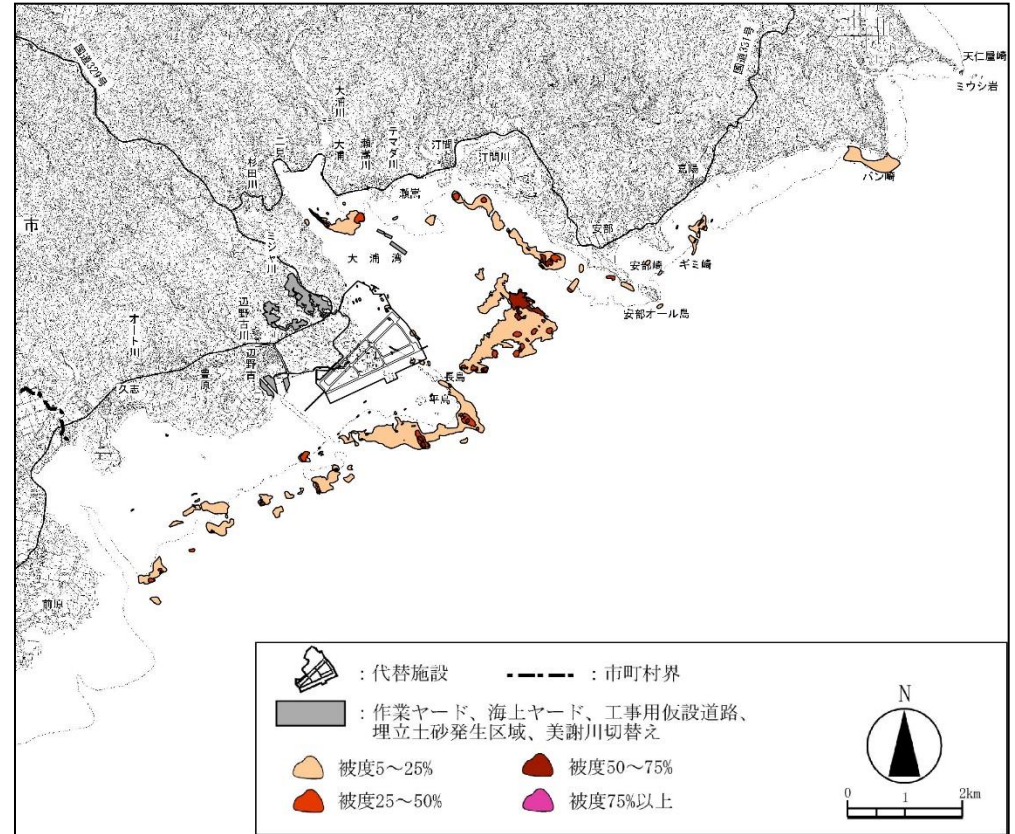 国道329号
国道331号
天仁屋崎
ミウシ岩
バン崎
大浦川
大浦
瀬嵩川
テマダ川
汀間
汀間川
二見
杉田川
瀬嵩
嘉陽
安部
市
ミジャ川
大浦湾
安部崎
ギミ崎
安部オール島
辺野古川
辺野古
オート川
豊原
久志
長島
平島
前原
:代替施設
:市町村界
:作業ヤード、海上ヤード、工事用仮設道路、
埋立土砂発生区域、美謝川切替え
被度5～25%
被度50～75%
被度25～50%
被度75%以上
N
0 1 2km